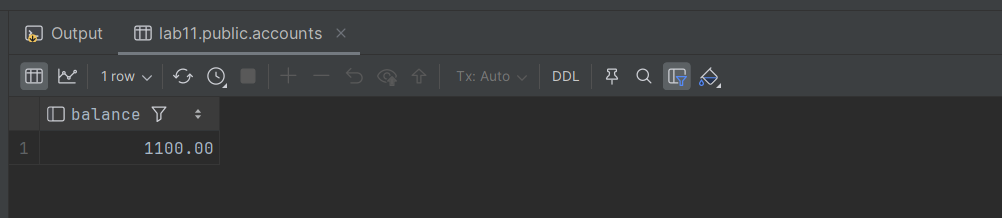 Output lab11.public.accounts
1 row Tx: Auto DDL
balance
1 1100.00